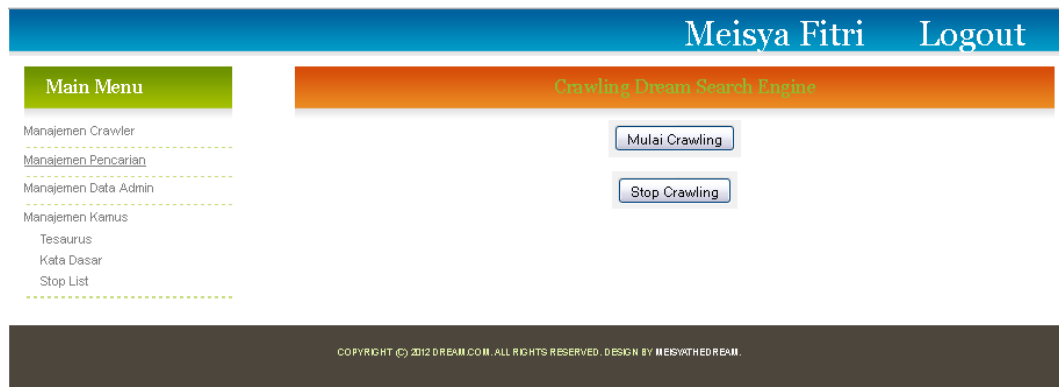 Meisya Fitri Logout
Main Menu
Crawling Dream Search Engine
Manajemen Crawler
Manajemen Pencarian
Manajemen Data Admin
Manajemen Kamus
Tesaurus
Kata Dasar
Stop List
Mulai Crawling
Stop Crawling
COPYRIGHT (C) 2012 DREAM.COM. ALL RIGHTS RESERVED. DESIGN BY MEISYATHEDREAM.